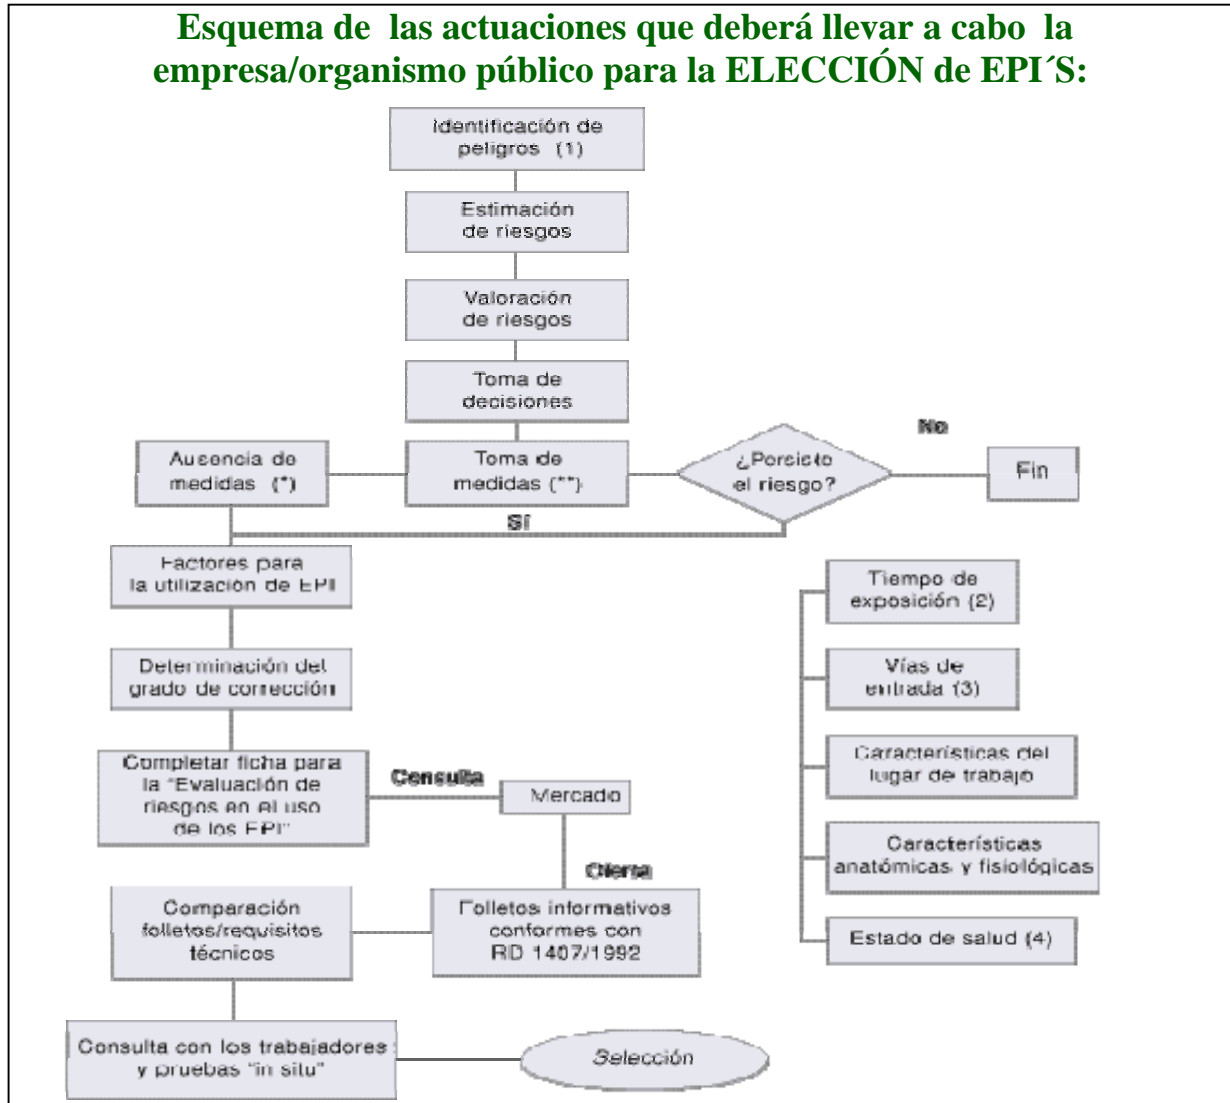 Esquema de las actuaciones que deberá llevar a cabo la
empresa/organismo público para la ELECCIÓN de EPI´S:
Identificación de
peligros (1)
Estimación
de riesgos
Valoración
de riesgos
Toma de
decisiones
Ausencia de
medidas (*)
Toma de
medidas (**)
¿Persiste
el riesgo?
No
Fin
Sí
Factores para
la utilización de EPI
Determinación del
grado de corrección
Completar ficha para
la "Evaluación de
riesgos en el uso
de los EPI"
Consulta
Mercado
Oferta
Folletos informativos
conformes con
RD 1407/1992
Comparación
folletos/requisitos
técnicos
Consulta con los trabajadores
y pruebas "in situ"
Selección
Tiempo de
exposición (2)
Vías de
entrada (3)
Características del
lugar de trabajo
Características
anatómicas y fisiológicas
Estado de salud (4)